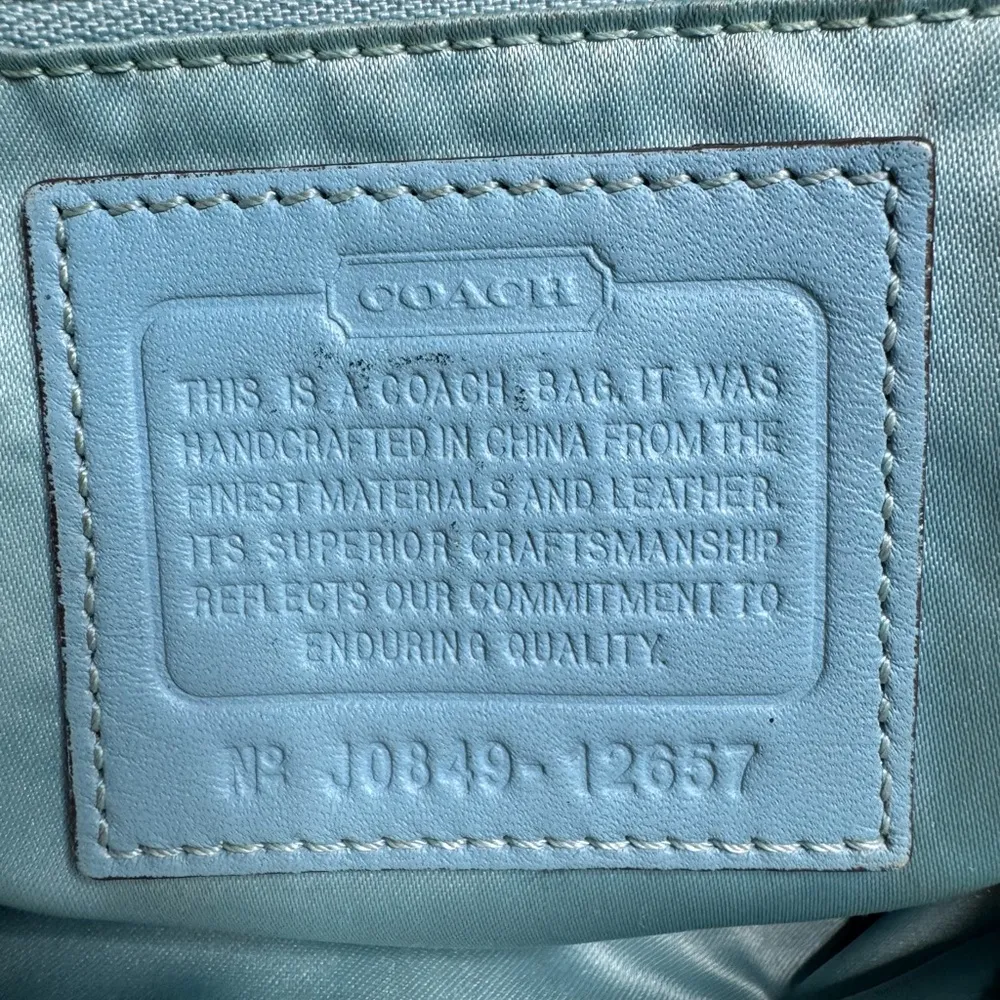 COACH
THIS IS A COACH BAG. IT WAS
HANDCRAFTED IN CHINA FROM THE
FINEST MATERIALS AND LEATHER.
ITS SUPERIOR CRAFTSMANSHIP
REFLECTS OUR COMMITMENT TO
ENDURING QUALITY.
Nº J0849-12657